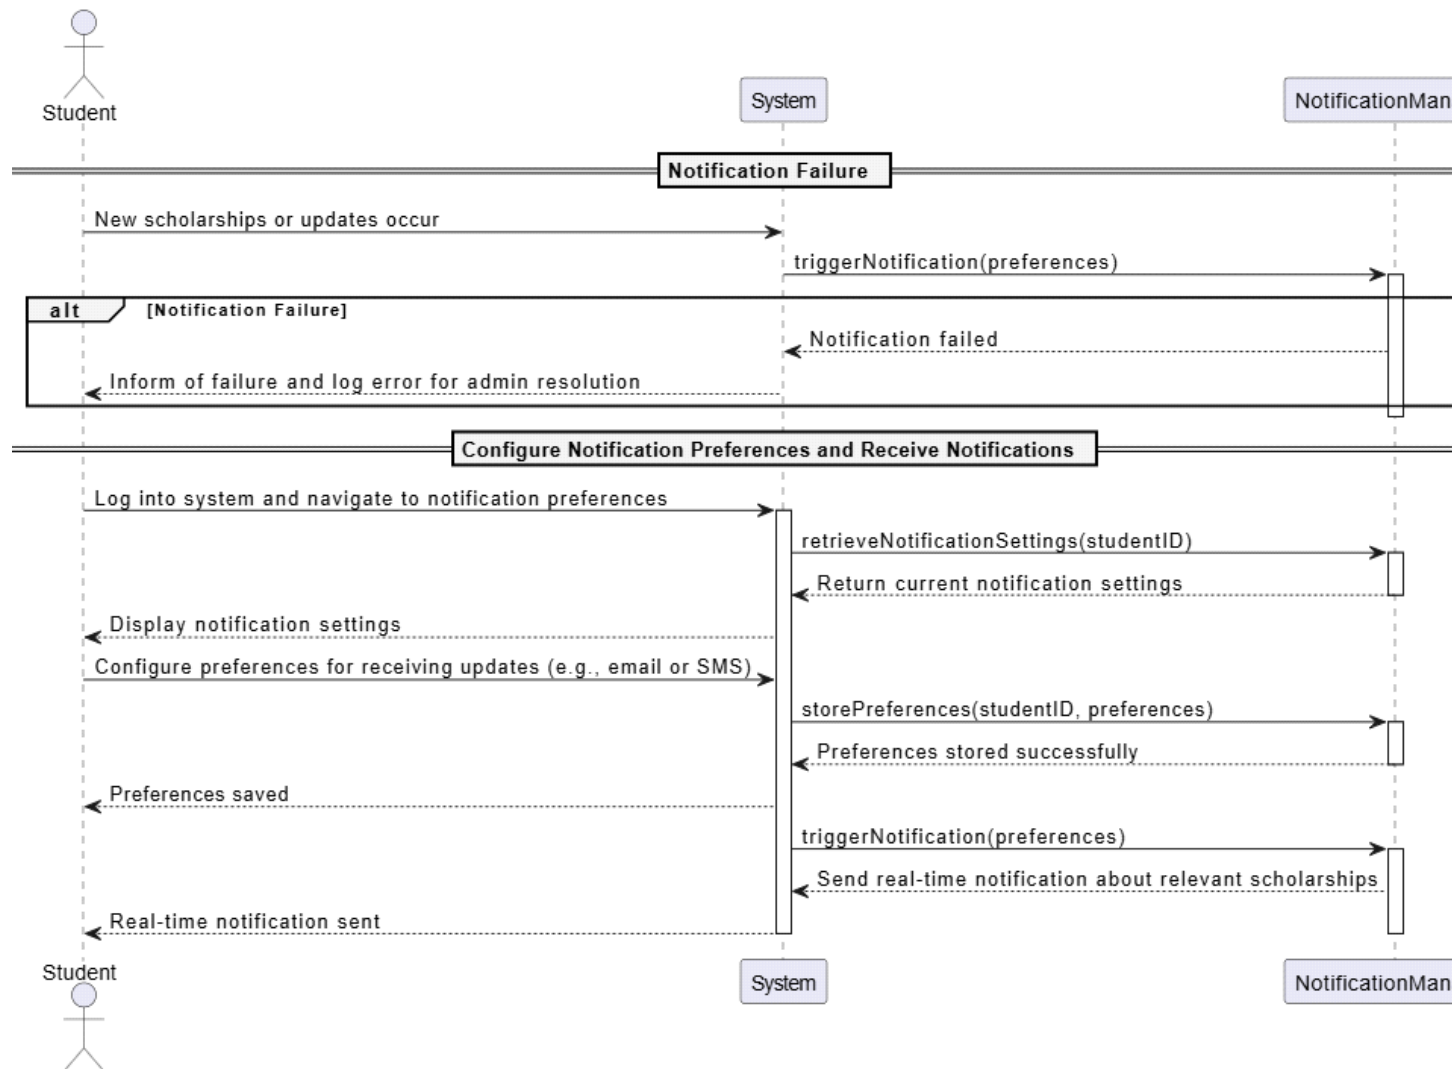 Student
System
NotificationMan
Notification Failure
New scholarships or updates occur
triggerNotification(preferences)
alt [Notification Failure]
Notification failed
Inform of failure and log error for admin resolution
Configure Notification Preferences and Receive Notifications
Log into system and navigate to notification preferences
retrieveNotificationSettings(studentID)
Return current notification settings
Display notification settings
Configure preferences for receiving updates (e.g., email or SMS)
storePreferences(studentID, preferences)
Preferences stored successfully
Preferences saved
triggerNotification(preferences)
Send real-time notification about relevant scholarships
Real-time notification sent
Student
System
NotificationMan